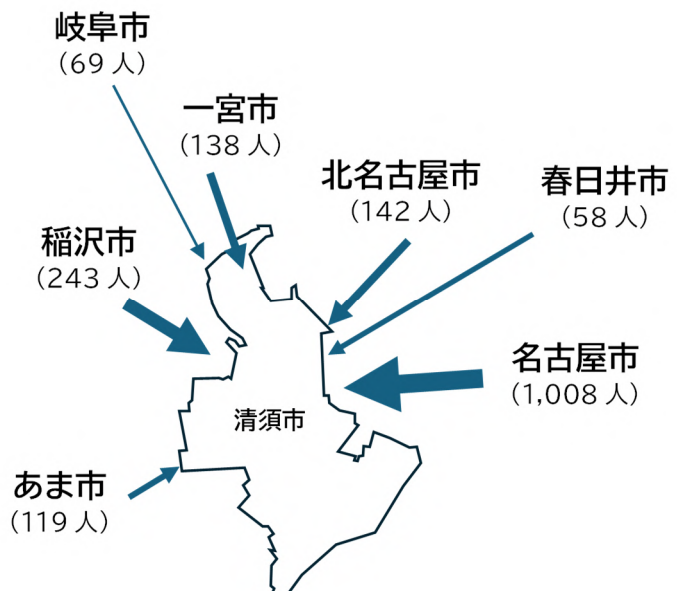 岐阜市
（69 人）
一宮市
（138 人）
北名古屋市
（142 人）
春日井市
（58 人）
稲沢市
（243 人）
名古屋市
（1,008 人）
清須市
あま市
（119 人）